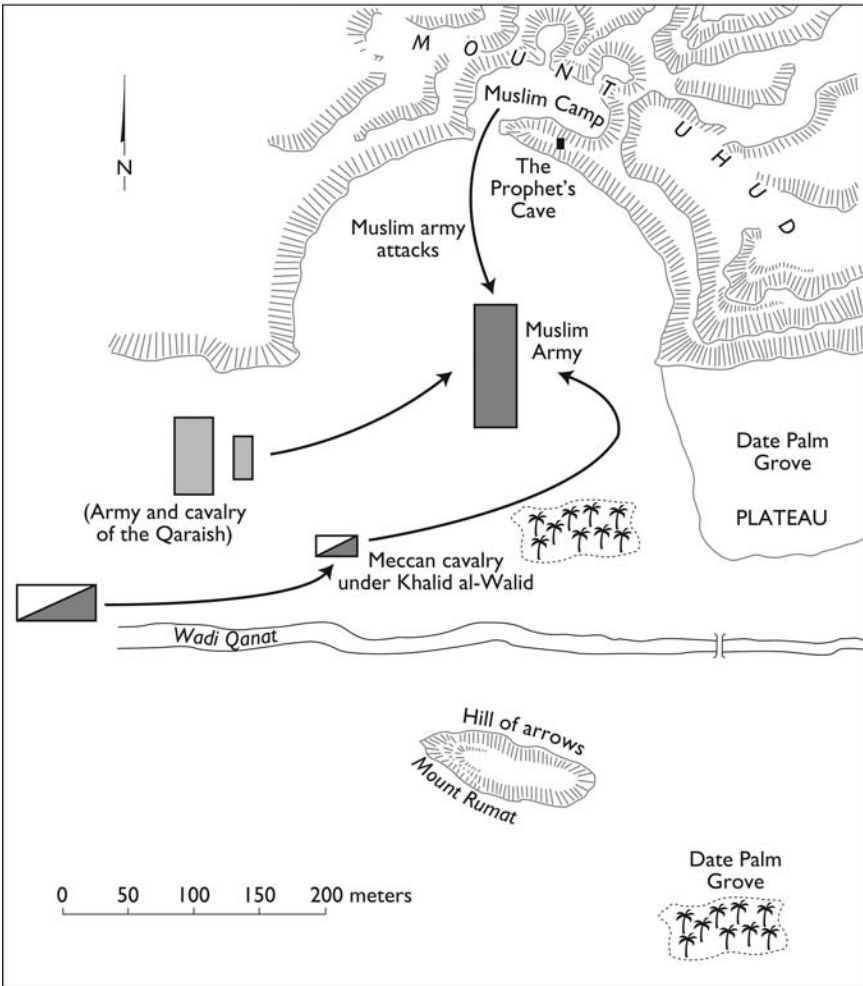 MOUNT UHUD
Muslim Camp
N
The
Prophet's
Cave
Muslim army
attacks
Muslim
Army
Date Palm
Grove
PLATEAU
(Army and cavalry
of the Qaraish)
Meccan cavalry
under Khalid al-Walid
Wadi Qanat
Hill of arrows
Mount Rumat
Date Palm
Grove
0 50 100 150 200 meters